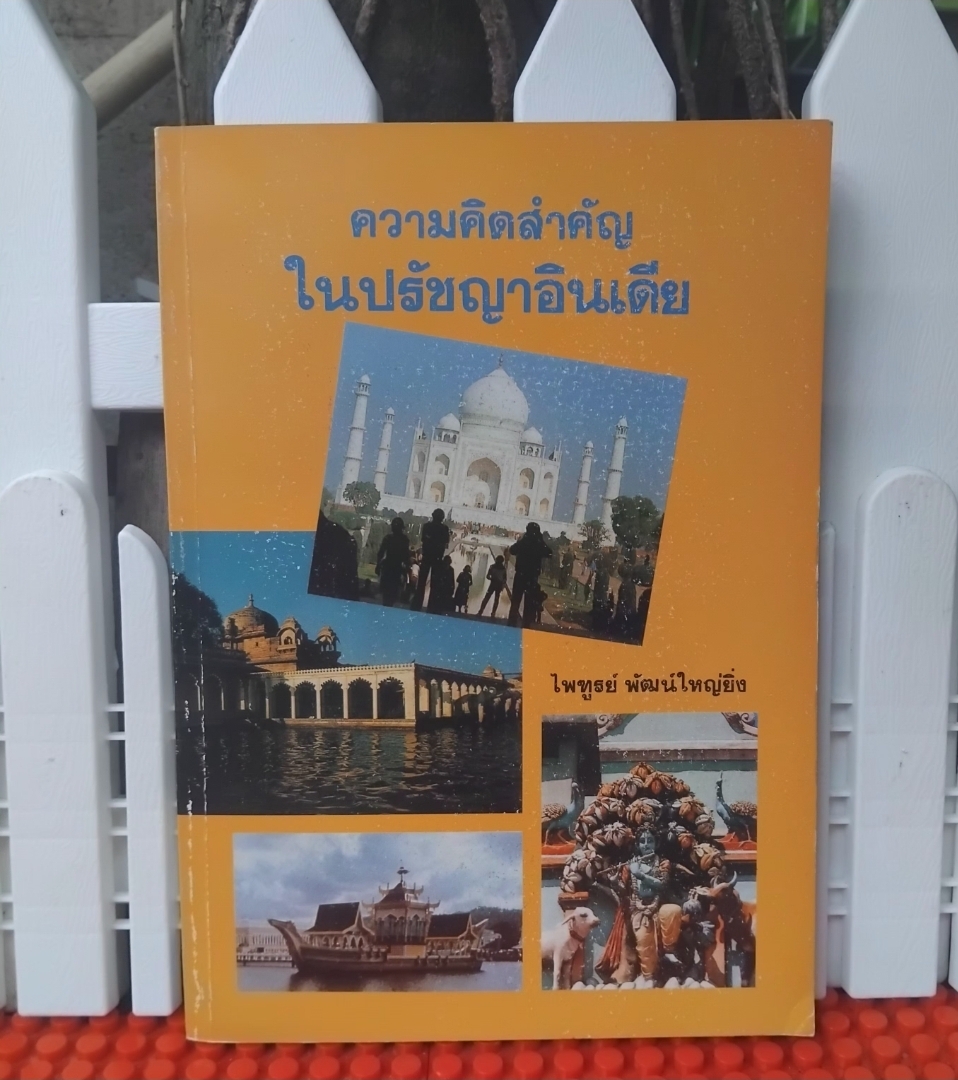 ความคิดสำคัญ
ในปรัชญาอินเดีย
ไพฑูรย์ พัฒน์ใหญ่ยิ่ง